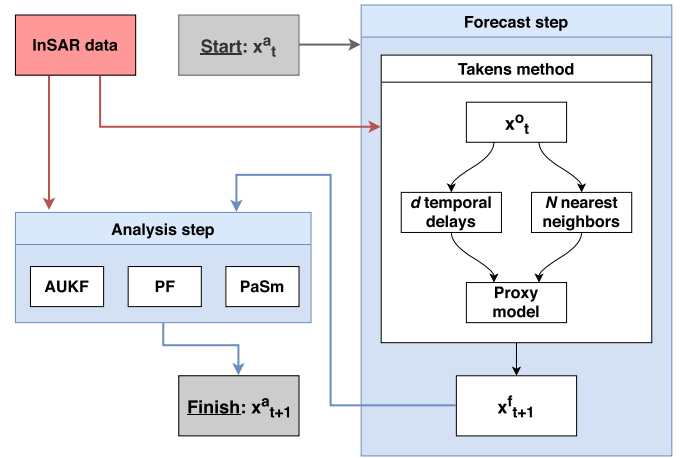 InSAR data
Start: xᵃₜ
Forecast step
Takens method
xᵒₜ
d temporal
delays
N nearest
neighbors
Proxy
model
xᶠₜ₊₁
Analysis step
AUKF
PF
PaSm
Finish: xᵃₜ₊₁